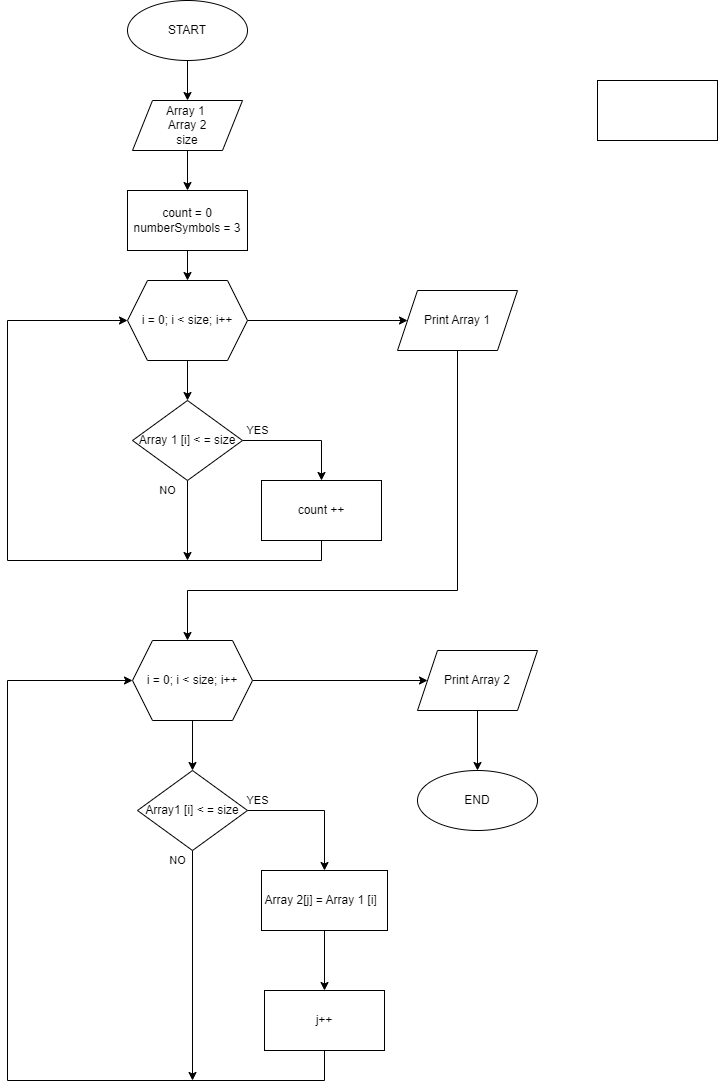 START
Array 1
Array 2
size
count = 0
numberSymbols = 3
i = 0; i < size; i++
Print Array 1
Array 1 [i] < = size
YES
NO
count ++
i = 0; i < size; i++
Print Array 2
Array1 [i] < = size
YES
END
NO
Array 2[j] = Array 1 [i]
j++